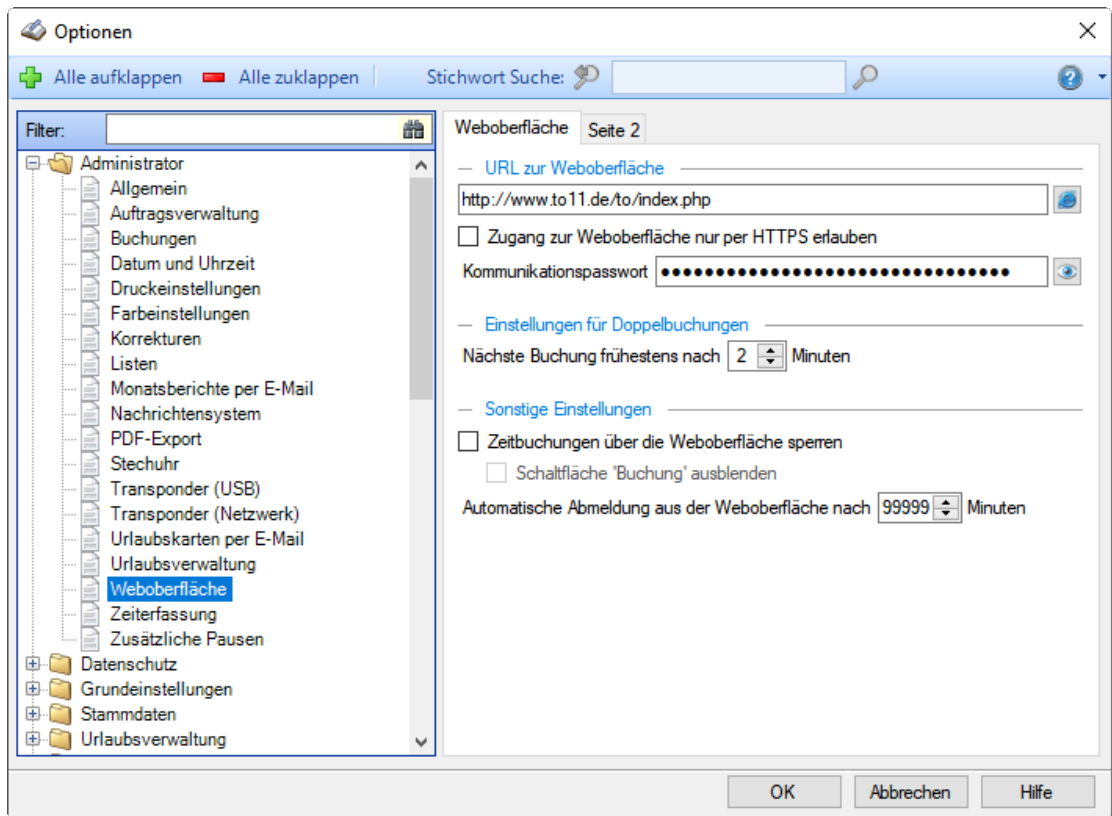 Optionen
Alle aufklappen Alle zuklappen Stichwort Suche:
Filter:
Administrator
Allgemein
Auftragsverwaltung
Buchungen
Datum und Uhrzeit
Druckeinstellungen
Farbeinstellungen
Korrekturen
Listen
Monatsberichte per E-Mail
Nachrichtensystem
PDF-Export
Stechuhr
Transponder (USB)
Transponder (Netzwerk)
Urlaubskarten per E-Mail
Urlaubsverwaltung
Weboberfläche
Zeiterfassung
Zusätzliche Pausen
Datenschutz
Grundeinstellungen
Stammdaten
Urlaubsverwaltung
Weboberfläche Seite 2
URL zur Weboberfläche
http://www.to11.de/to/index.php
Zugang zur Weboberfläche nur per HTTPS erlauben
Kommunikationspasswort ●●●●●●●●●●●●●●●●●●●●●●●●●●●●●●●●
Einstellungen für Doppelbuchungen
Nächste Buchung frühestens nach 2 Minuten
Sonstige Einstellungen
Zeitbuchungen über die Weboberfläche sperren
Schaltfläche 'Buchung' ausblenden
Automatische Abmeldung aus der Weboberfläche nach 99999 Minuten
OK Abbrechen Hilfe